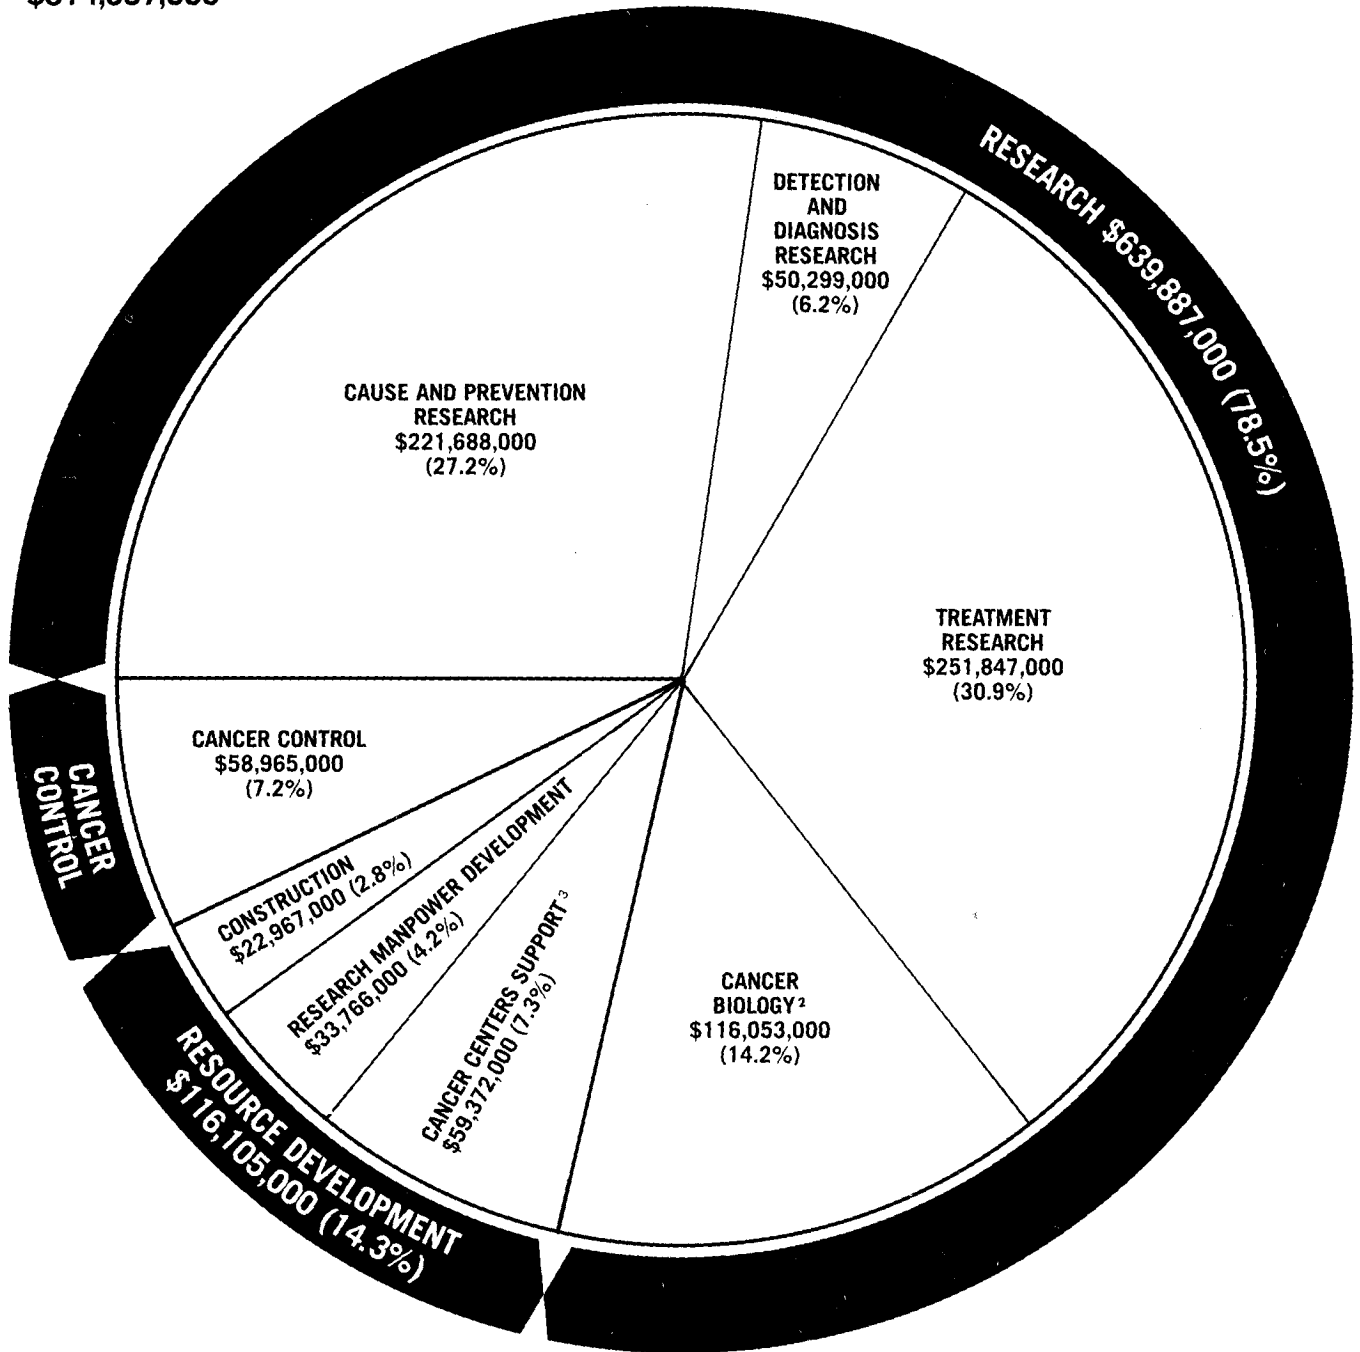 RESEARCH $639,887,000 (78.5%)
DETECTION
AND
DIAGNOSIS
RESEARCH
$50,299,000
(6.2%)
CAUSE AND PREVENTION
RESEARCH
$221,688,000
(27.2%)
TREATMENT
RESEARCH
$251,847,000
(30.9%)
CANCER CONTROL
$58,965,000
(7.2%)
CANCER
CONTROL
CONSTRUCTION
$22,967,000 (2.8%)
RESEARCH MANPOWER DEVELOPMENT
$33,766,000 (4.2%)
CANCER CENTERS SUPPORT³
$59,372,000 (7.3%)
CANCER
BIOLOGY²
$116,053,000
(14.2%)
RESOURCE DEVELOPMENT
$116,105,000 (14.3%)